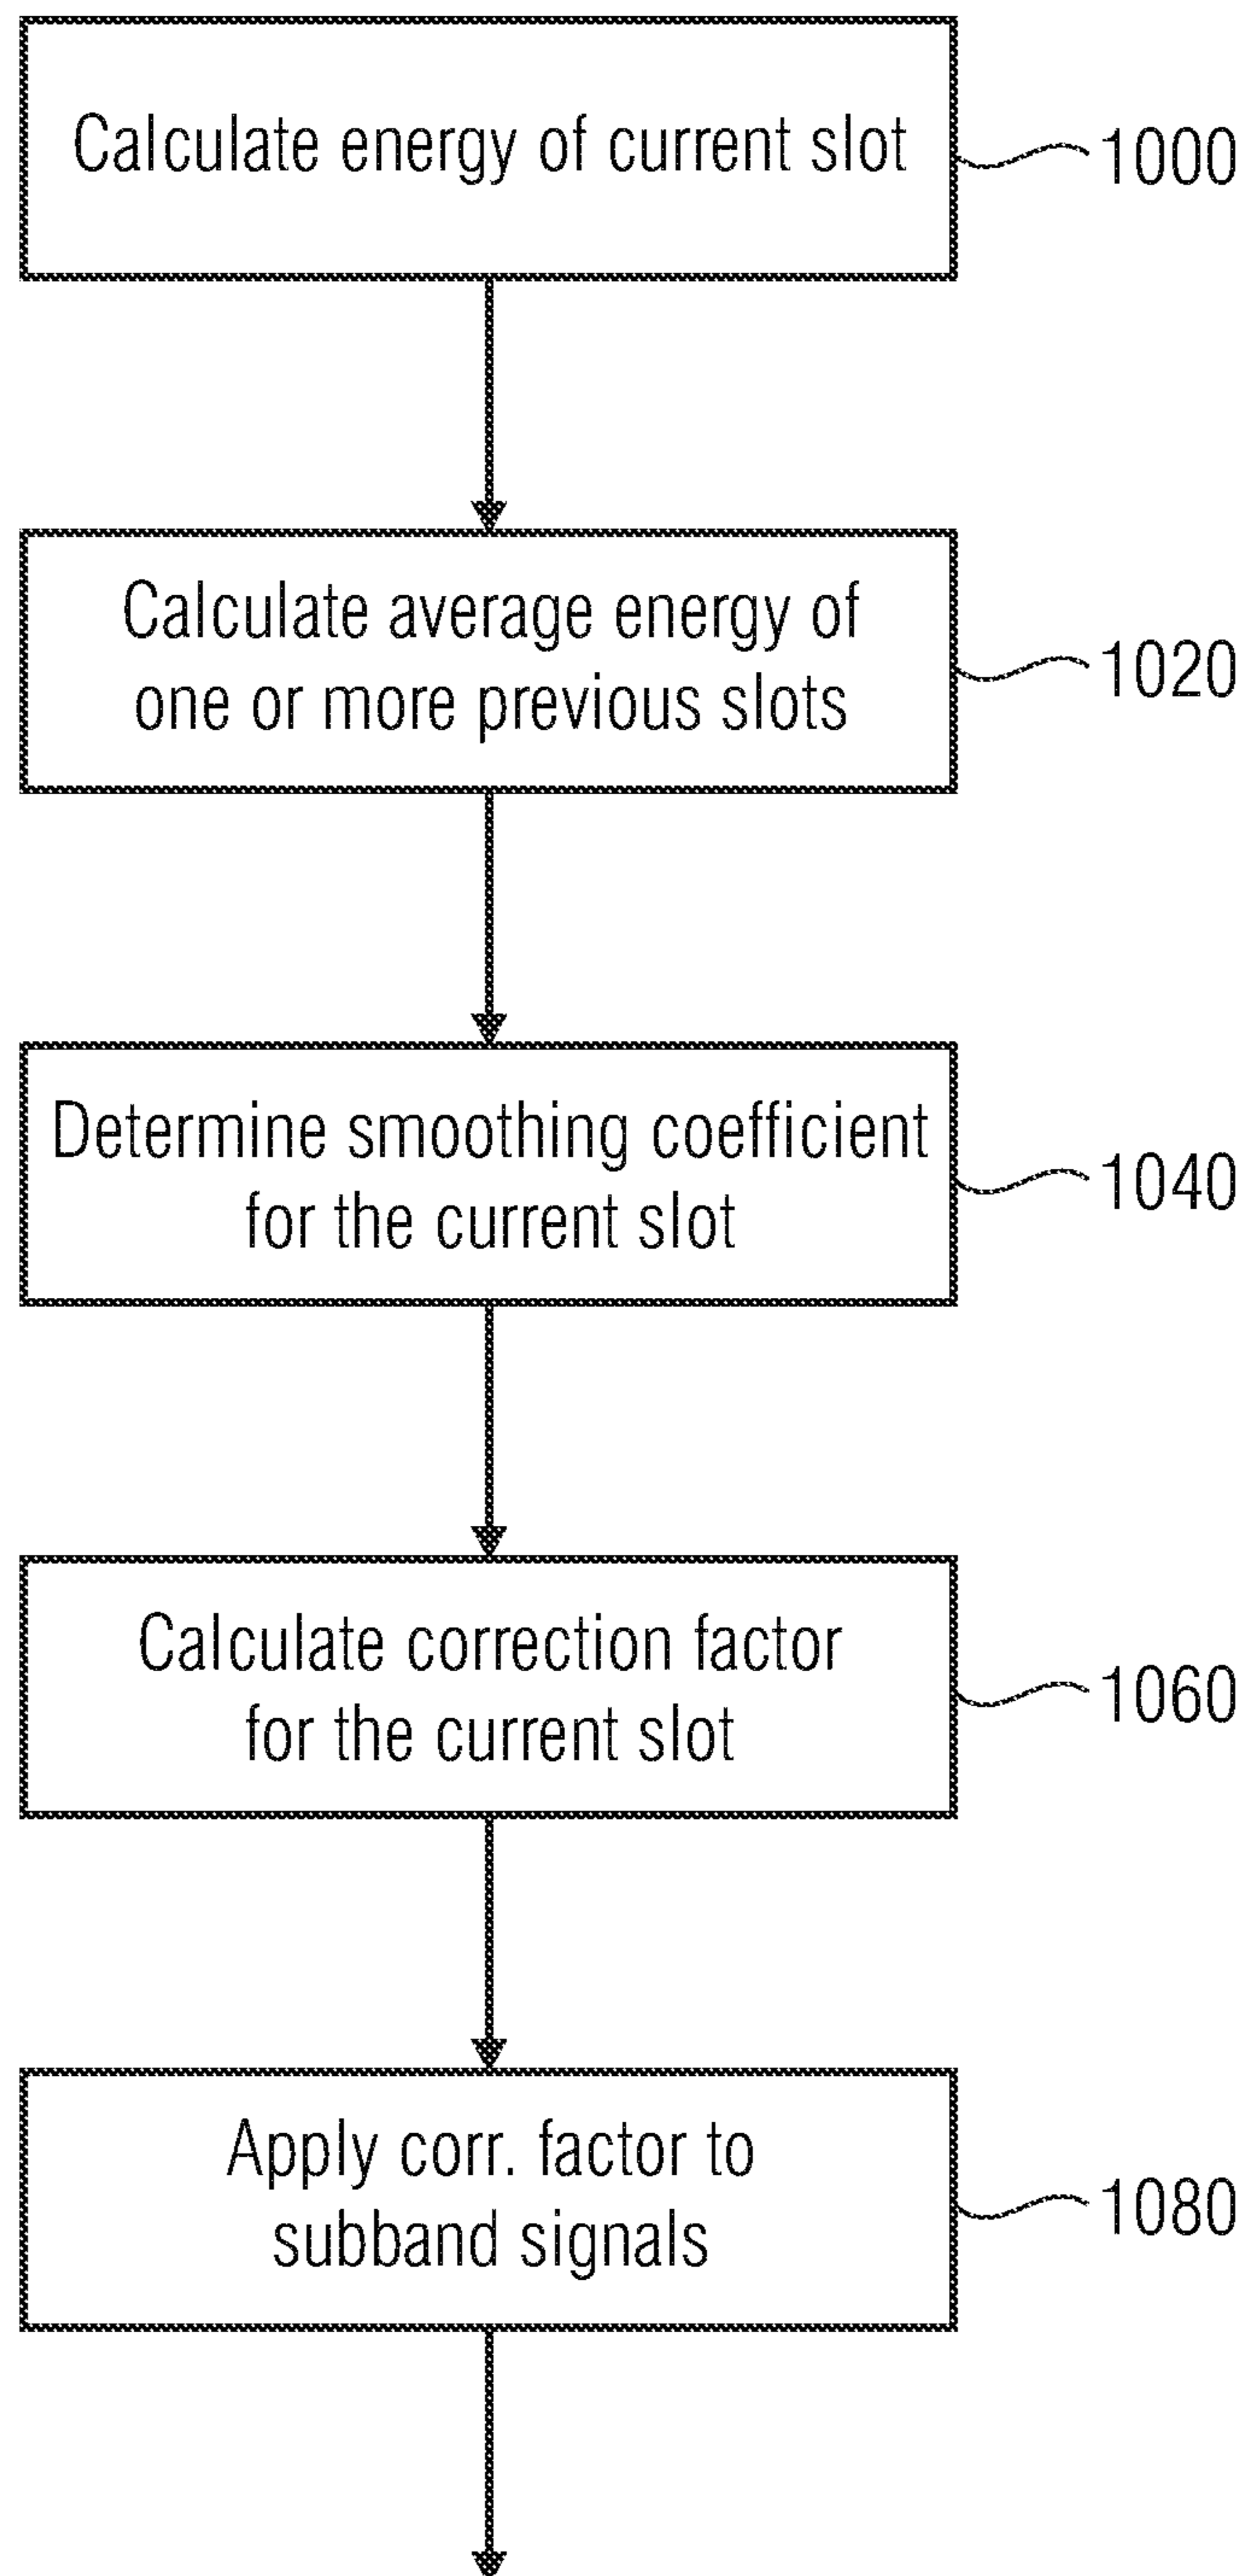 Calculate energy of current slot
1000
Calculate average energy of
one or more previous slots
1020
Determine smoothing coefficient
for the current slot
1040
Calculate correction factor
for the current slot
1060
Apply corr. factor to
subband signals
1080